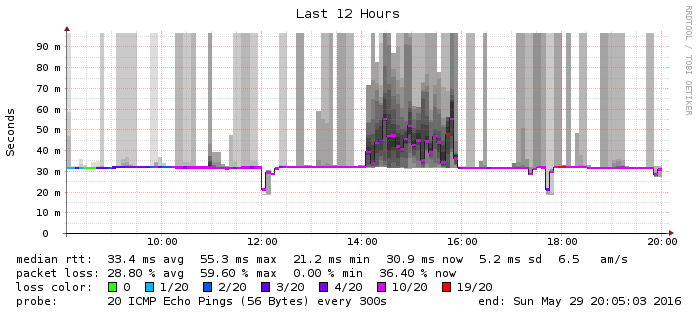 Last 12 Hours
RRDTOOL / TOBI OETIKER
Seconds
90 m
80 m
70 m
60 m
50 m
40 m
30 m
20 m
10 m
0
10:00 12:00 14:00 16:00 18:00 20:00
median rtt: 33.4 ms avg 55.3 ms max 21.2 ms min 30.9 ms now 5.2 ms sd 6.5 am/s
packet loss: 28.80 % avg 59.60 % max 0.00 % min 36.40 % now
loss color: 0 1/20 2/20 3/20 4/20 10/20 19/20
probe: 20 ICMP Echo Pings (56 Bytes) every 300s end: Sun May 29 20:05:03 2016